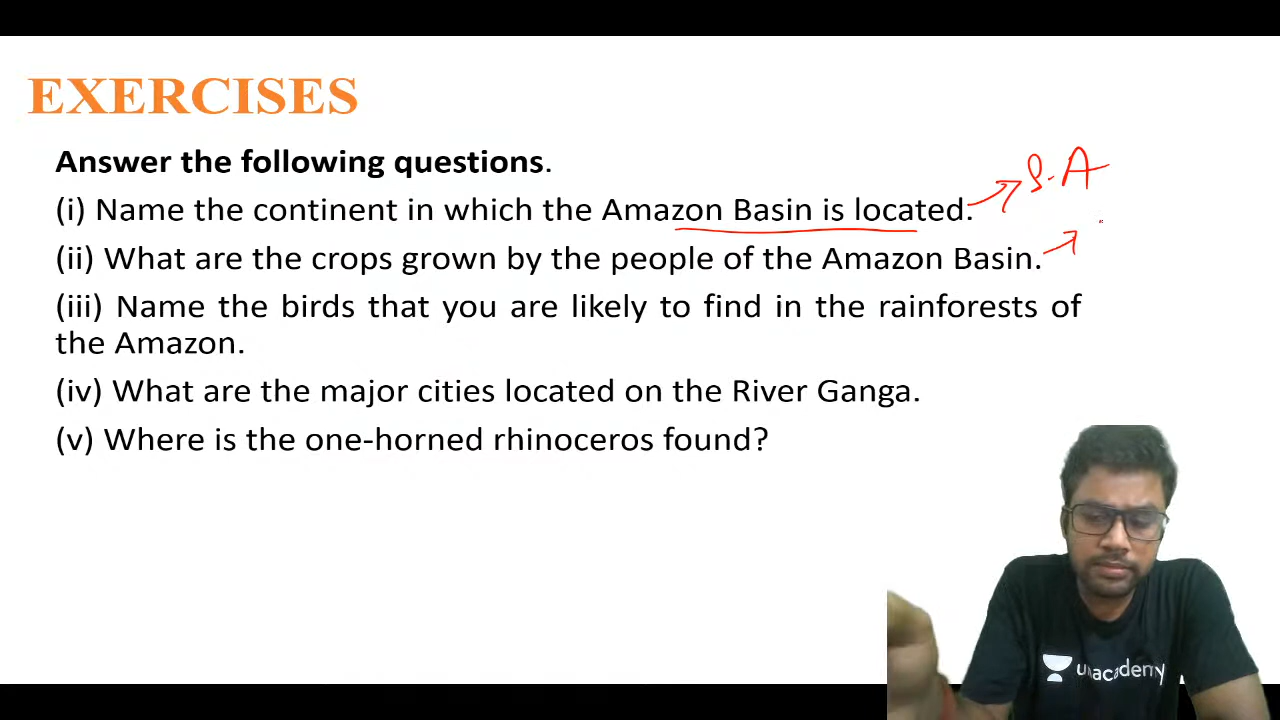 EXERCISES
Answer the following questions.
(i) Name the continent in which the Amazon Basin is located.
S.A
(ii) What are the crops grown by the people of the Amazon Basin.
(iii) Name the birds that you are likely to find in the rainforests of
the Amazon.
(iv) What are the major cities located on the River Ganga.
(v) Where is the one-horned rhinoceros found?
unacademy